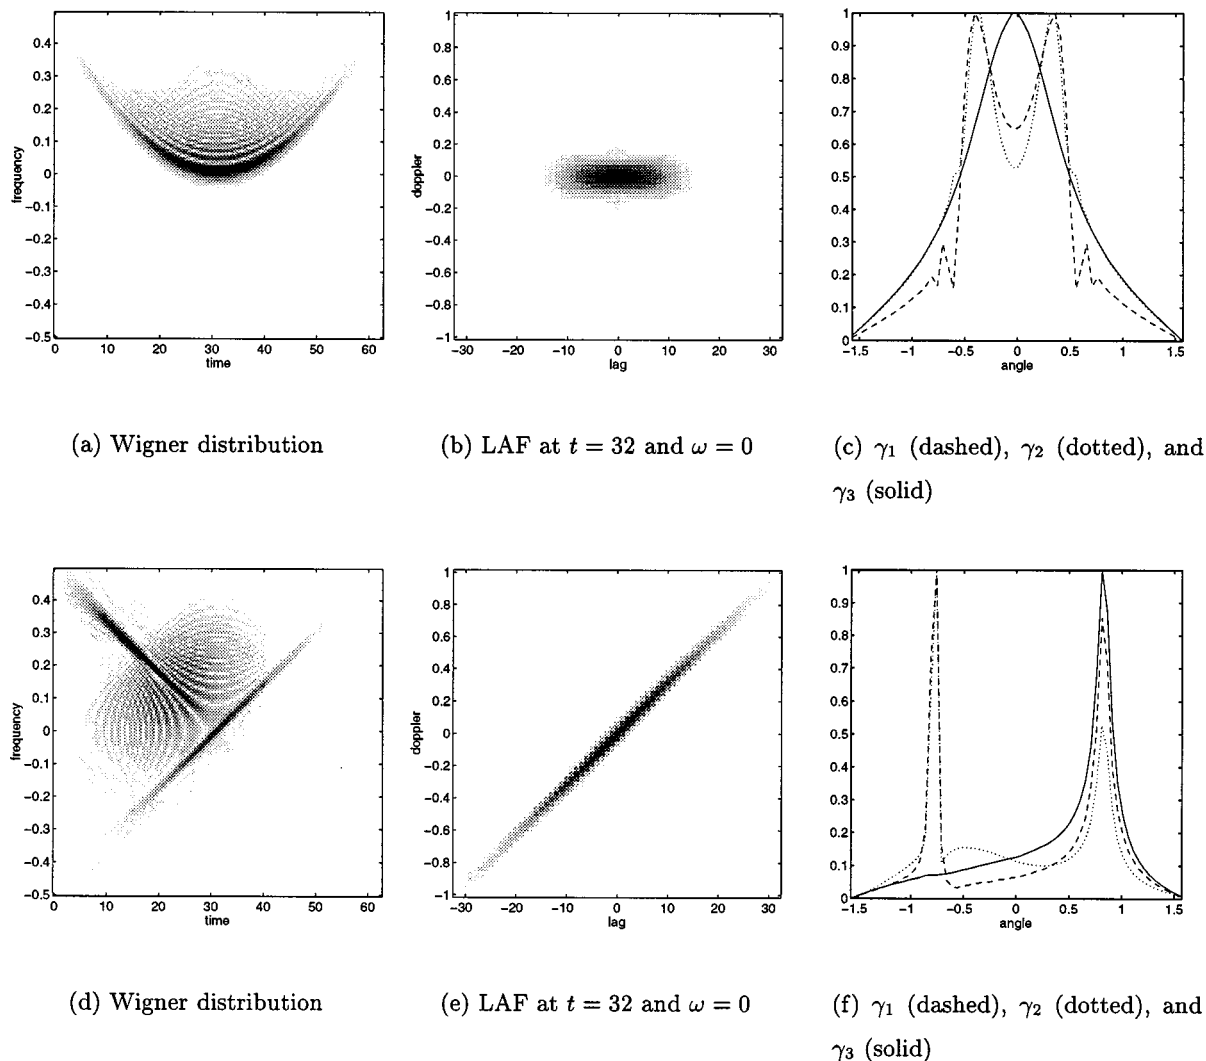 0.4
0.3
0.2
0.1
0
−0.1
−0.2
−0.3
−0.4
−0.5
frequency
0 10 20 30 40 50 60
time
1
0.8
0.6
0.4
0.2
0
−0.2
−0.4
−0.6
−0.8
−1
doppler
−30 −20 −10 0 10 20 30
lag
1
0.9
0.8
0.7
0.6
0.5
0.4
0.3
0.2
0.1
0
−1.5 −1 −0.5 0 0.5 1 1.5
angle
(a) Wigner distribution
(b) LAF at t = 32 and ω = 0
(c) γ₁ (dashed), γ₂ (dotted), and
γ₃ (solid)
0.4
0.3
0.2
0.1
0
−0.1
−0.2
−0.3
−0.4
−0.5
frequency
0 10 20 30 40 50 60
time
1
0.8
0.6
0.4
0.2
0
−0.2
−0.4
−0.6
−0.8
−1
doppler
−30 −20 −10 0 10 20 30
lag
1
0.9
0.8
0.7
0.6
0.5
0.4
0.3
0.2
0.1
0
−1.5 −1 −0.5 0 0.5 1 1.5
angle
(d) Wigner distribution
(e) LAF at t = 32 and ω = 0
(f) γ₁ (dashed), γ₂ (dotted), and
γ₃ (solid)